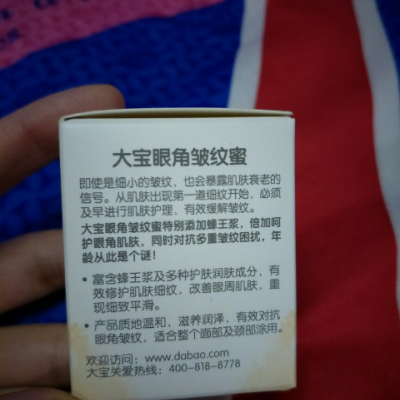 大宝眼角皱纹蜜
即使是细小的皱纹，也会暴露肌肤衰老的
信号。从肌肤出现第一道细纹开始，必须
及早进行肌肤护理，有效缓解皱纹。
大宝眼角皱纹蜜特别添加蜂王浆，倍加呵
护眼角肌肤，同时对抗多重皱纹困扰，年
龄从此是个谜！
• 富含蜂王浆及多种护肤润肤成分，有
效修护肌肤细纹，改善眼周肌肤，重
现细致平滑。
• 产品质地温和，滋养润泽，有效对抗
眼角皱纹，适合整个面部及颈部涂用。
欢迎访问：www.dabao.com
大宝关爱热线：400-818-8778